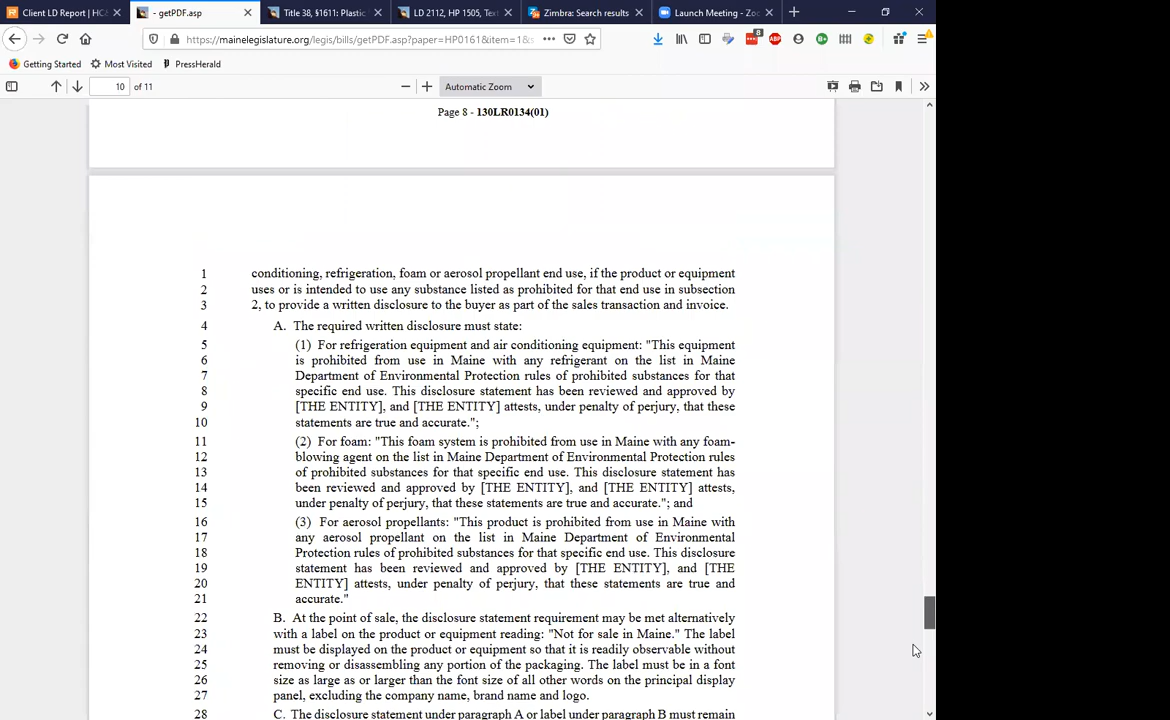 Client LD Report | HC
- getPDF.asp
Title 38, §1611: Plastic
LD 2112, HP 1505, Text
Zimbra: Search results
Launch Meeting - Zoo
https://mainelegislature.org/legis/bills/getPDF.asp?paper=HP0161&item=1&s
8
Getting Started
Most Visited
PressHerald
10 of 11
Automatic Zoom
Page 8 - 130LR0134(01)
1 conditioning, refrigeration, foam or aerosol propellant end use, if the product or equipment
2 uses or is intended to use any substance listed as prohibited for that end use in subsection
3 2, to provide a written disclosure to the buyer as part of the sales transaction and invoice.
4 A. The required written disclosure must state:
5 (1) For refrigeration equipment and air conditioning equipment: "This equipment
6 is prohibited from use in Maine with any refrigerant on the list in Maine
7 Department of Environmental Protection rules of prohibited substances for that
8 specific end use. This disclosure statement has been reviewed and approved by
9 [THE ENTITY], and [THE ENTITY] attests, under penalty of perjury, that these
10 statements are true and accurate.";
11 (2) For foam: "This foam system is prohibited from use in Maine with any foam-
12 blowing agent on the list in Maine Department of Environmental Protection rules
13 of prohibited substances for that specific end use. This disclosure statement has
14 been reviewed and approved by [THE ENTITY], and [THE ENTITY] attests,
15 under penalty of perjury, that these statements are true and accurate."; and
16 (3) For aerosol propellants: "This product is prohibited from use in Maine with
17 any aerosol propellant on the list in Maine Department of Environmental
18 Protection rules of prohibited substances for that specific end use. This disclosure
19 statement has been reviewed and approved by [THE ENTITY], and [THE
20 ENTITY] attests, under penalty of perjury, that these statements are true and
21 accurate."
22 B. At the point of sale, the disclosure statement requirement may be met alternatively
23 with a label on the product or equipment reading: "Not for sale in Maine." The label
24 must be displayed on the product or equipment so that it is readily observable without
25 removing or disassembling any portion of the packaging. The label must be in a font
26 size as large as or larger than the font size of all other words on the principal display
27 panel, excluding the company name, brand name and logo.
28 C. The disclosure statement under paragraph A or label under paragraph B must remain